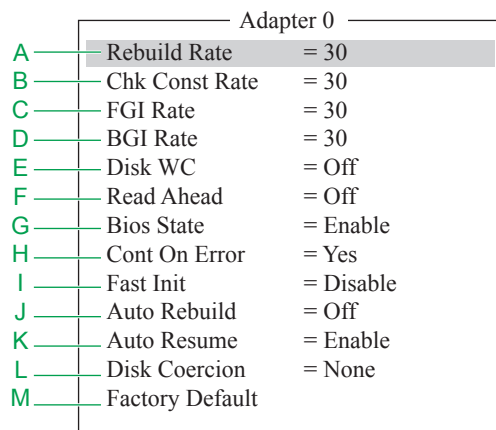 Adapter 0
A Rebuild Rate = 30
B Chk Const Rate = 30
C FGI Rate = 30
D BGI Rate = 30
E Disk WC = Off
F Read Ahead = Off
G Bios State = Enable
H Cont On Error = Yes
I Fast Init = Disable
J Auto Rebuild = Off
K Auto Resume = Enable
L Disk Coercion = None
M Factory Default